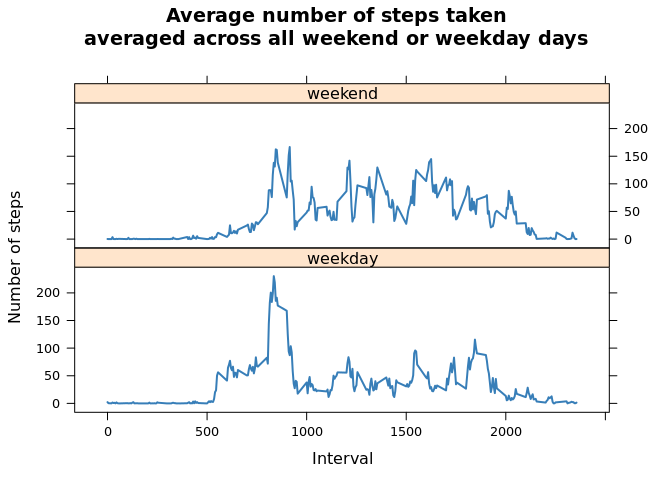 Average number of steps taken
averaged across all weekend or weekday days
weekend
200
150
100
50
0
weekday
200
150
100
50
0
Number of steps
0 500 1000 1500 2000
Interval